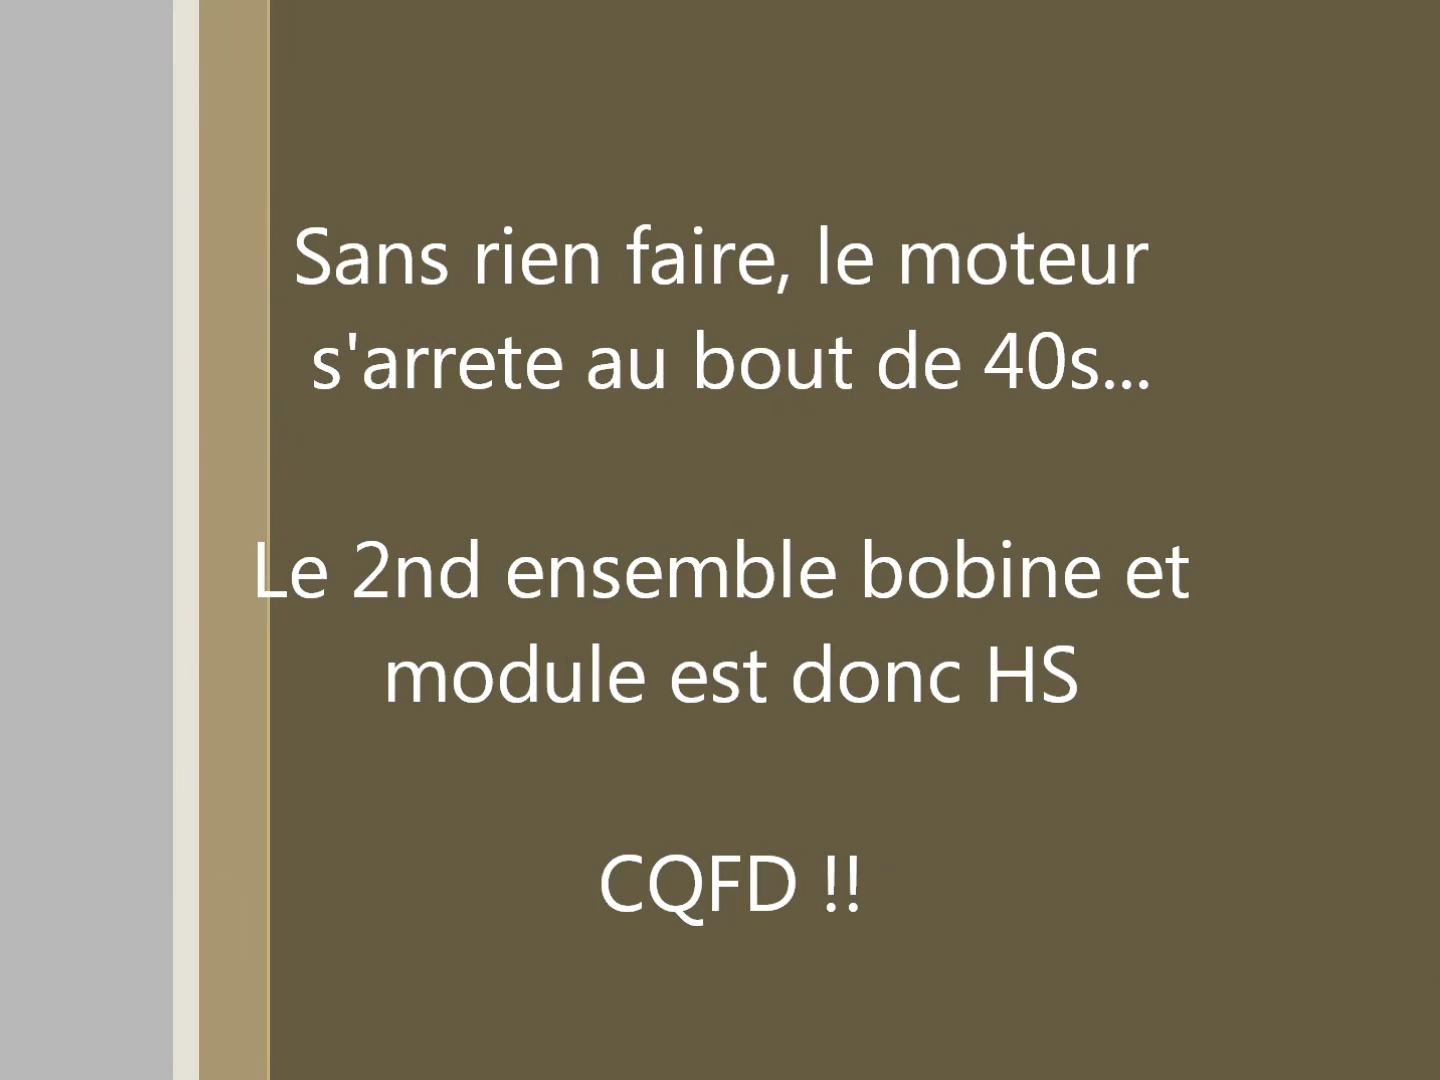 Sans rien faire, le moteur
s'arrete au bout de 40s...
Le 2nd ensemble bobine et
module est donc HS
CQFD !!